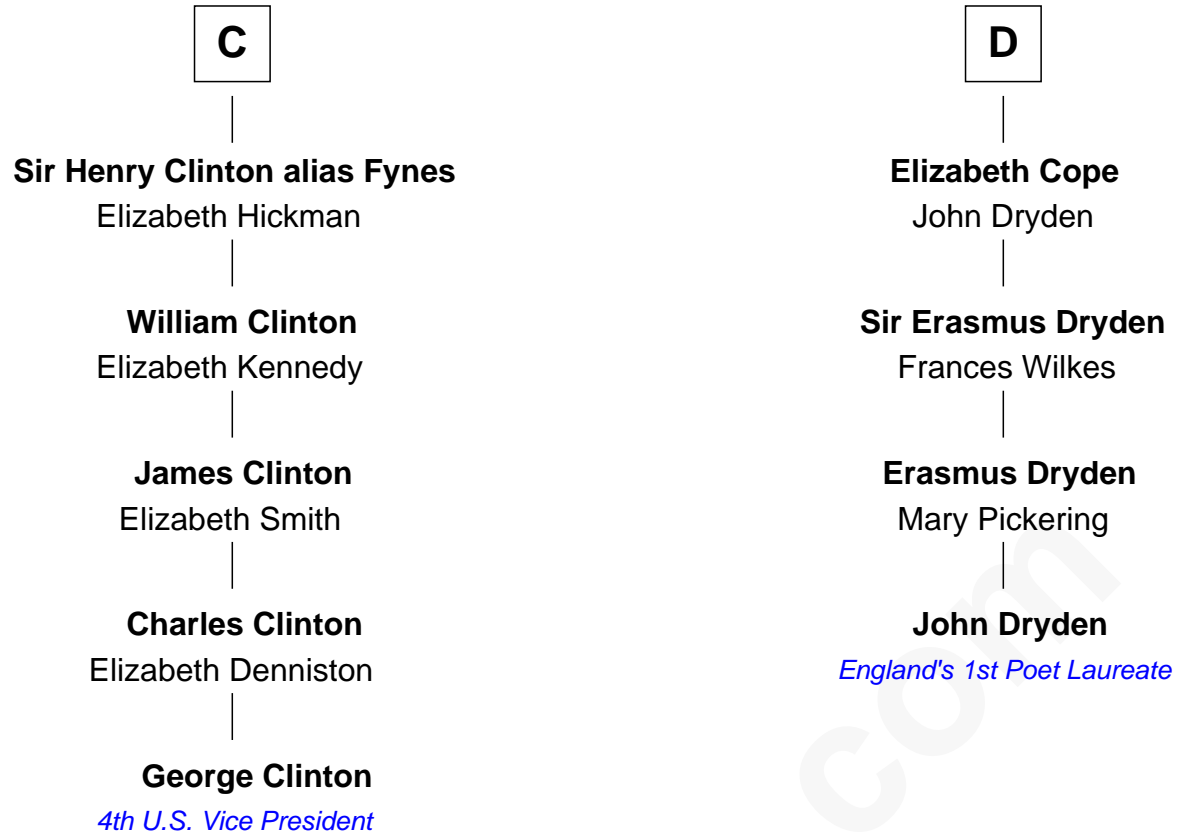 C
Sir Henry Clinton alias Fynes
Elizabeth Hickman
William Clinton
Elizabeth Kennedy
James Clinton
Elizabeth Smith
Charles Clinton
Elizabeth Denniston
George Clinton
4th U.S. Vice President
D
Elizabeth Cope
John Dryden
Sir Erasmus Dryden
Frances Wilkes
Erasmus Dryden
Mary Pickering
John Dryden
England's 1st Poet Laureate
com